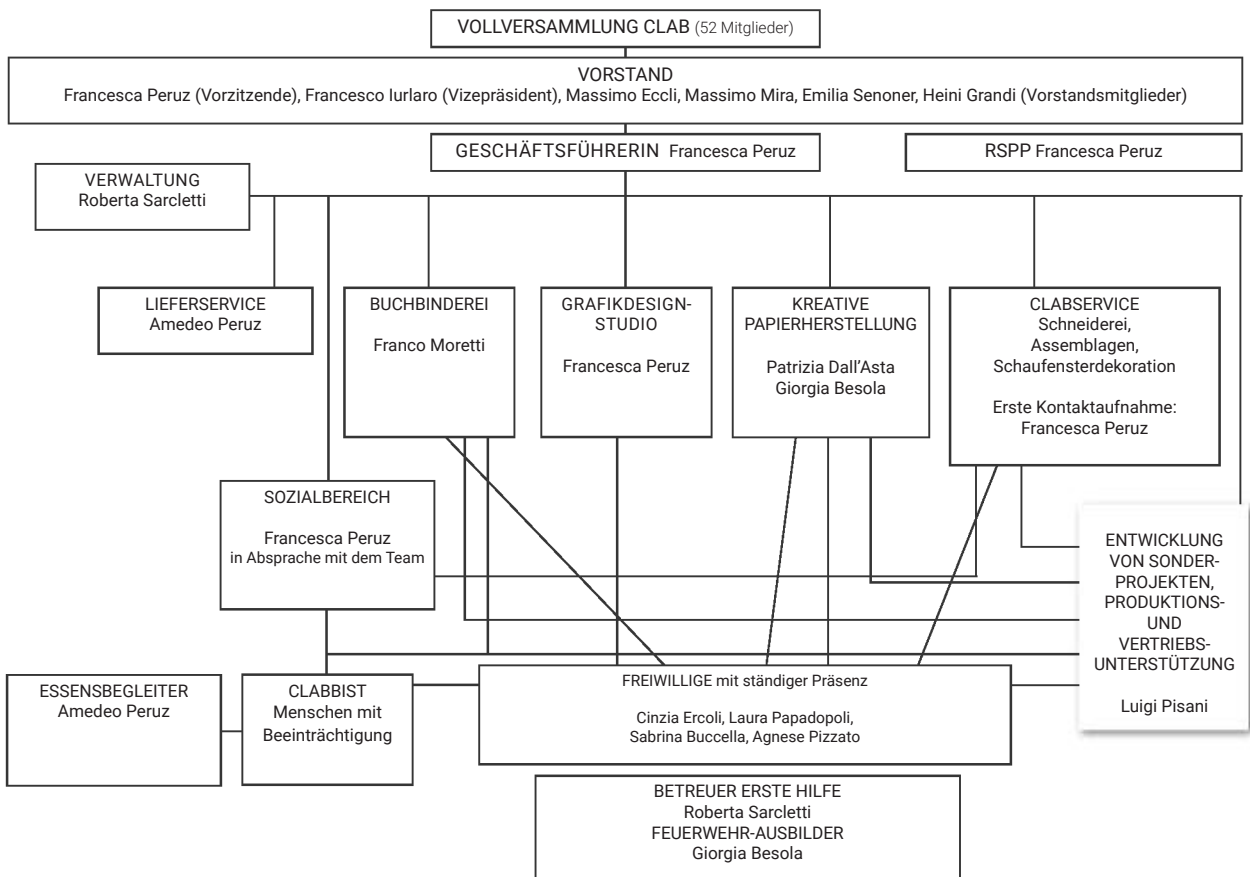 VOLLVERSAMMLUNG CLAB (52 Mitglieder)
VORSTAND
Francesca Peruz (Vorzitzende), Francesco Iurlaro (Vizepräsident), Massimo Eccli, Massimo Mira, Emilia Senoner, Heini Grandi (Vorstandsmitglieder)
GESCHÄFTSFÜHRERIN Francesca Peruz
RSPP Francesca Peruz
VERWALTUNG
Roberta Sarcletti
LIEFERSERVICE
Amedeo Peruz
BUCHBINDEREI
Franco Moretti
GRAFIKDESIGN-
STUDIO
Francesca Peruz
KREATIVE
PAPIERHERSTELLUNG
Patrizia Dall'Asta
Giorgia Besola
CLABSERVICE
Schneiderei,
Assemblagen,
Schaufensterdekoration
Erste Kontaktaufnahme:
Francesca Peruz
SOZIALBEREICH
Francesca Peruz
in Absprache mit dem Team
ENTWICKLUNG
VON SONDER-
PROJEKTEN,
PRODUKTIONS-
UND
VERTRIEBS-
UNTERSTÜTZUNG
Luigi Pisani
ESSENSBEGLEITER
Amedeo Peruz
CLABBIST
Menschen mit
Beeinträchtigung
FREIWILLIGE mit ständiger Präsenz
Cinzia Ercoli, Laura Papadopoli,
Sabrina Buccella, Agnese Pizzato
BETREUER ERSTE HILFE
Roberta Sarcletti
FEUERWEHR-AUSBILDER
Giorgia Besola